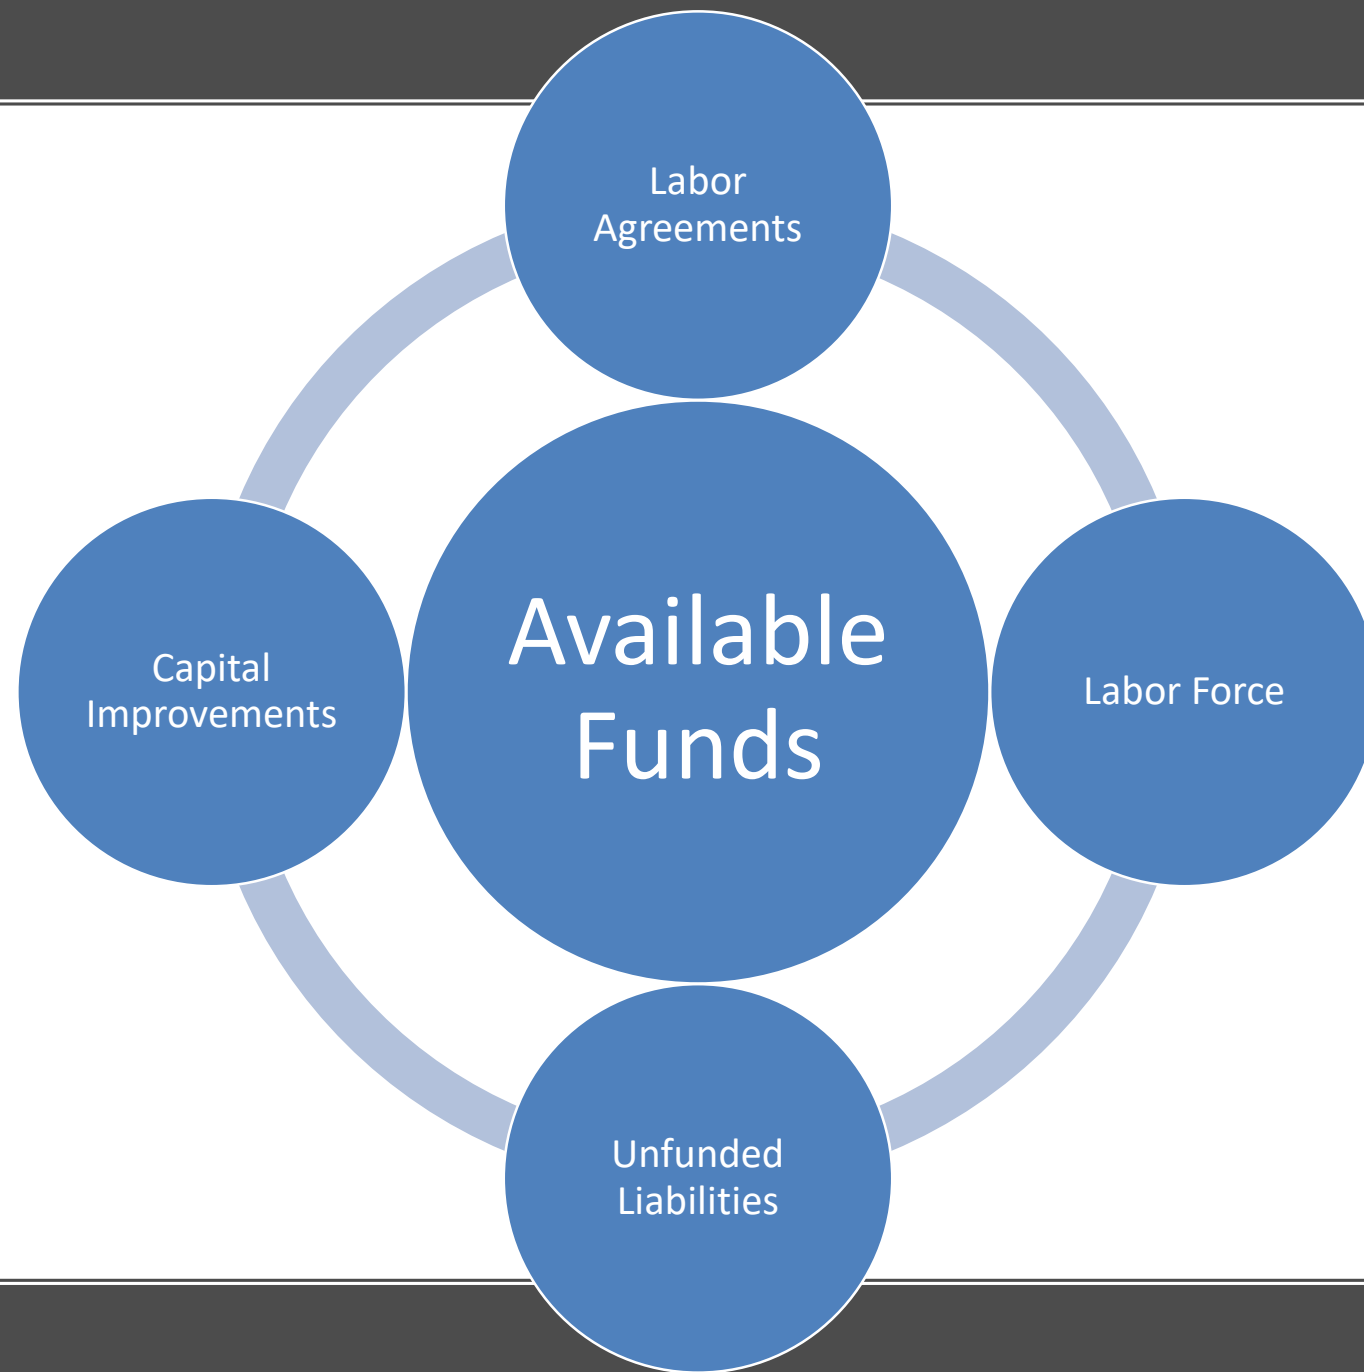 Labor
Agreements
Available
Funds
Capital
Improvements
Labor Force
Unfunded
Liabilities